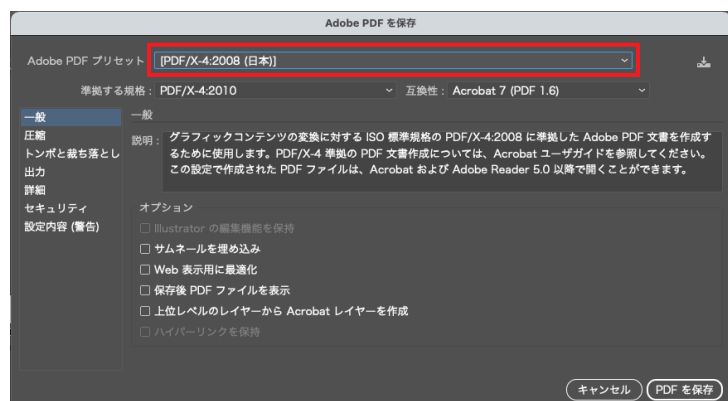 Adobe PDF を保存
Adobe PDF プリセット [PDF/X-4:2008 (日本)]
準拠する規格: PDF/X-4:2010 互換性: Acrobat 7 (PDF 1.6)
一般
圧縮
トンボと裁ち落とし
出力
詳細
セキュリティ
設定内容 (警告)
一般
説明: グラフィックコンテンツの変換に対する ISO 標準規格の PDF/X-4:2008 に準拠した Adobe PDF 文書を作成す
るために使用します。PDF/X-4 準拠の PDF 文書作成については、Acrobat ユーザガイドを参照してください。
この設定で作成された PDF ファイルは、Acrobat および Adobe Reader 5.0 以降で開くことができます。
オプション
Illustrator の編集機能を保持
サムネールを埋め込み
Web 表示用に最適化
保存後 PDF ファイルを表示
上位レベルのレイヤーから Acrobat レイヤーを作成
ハイパーリンクを保持
キャンセル PDF を保存